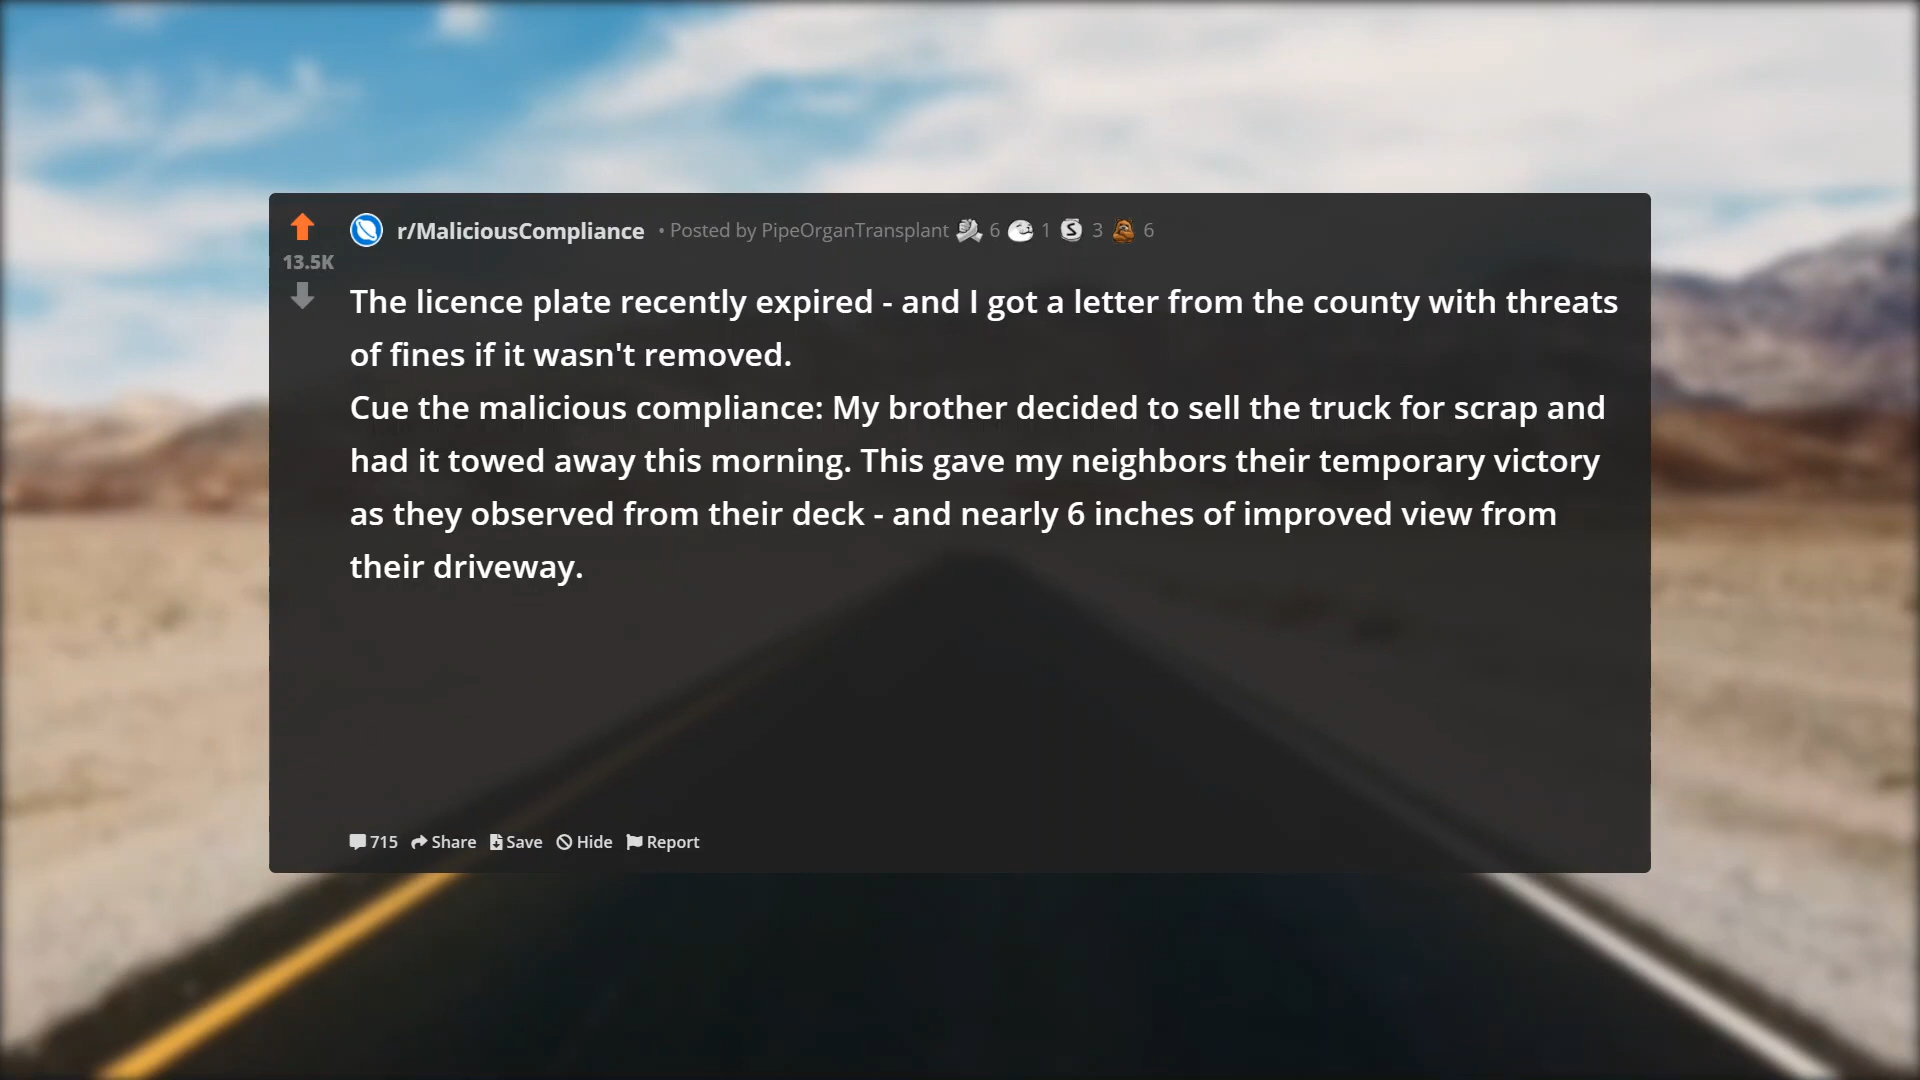 r/MaliciousCompliance • Posted by PipeOrganTransplant 6 1 S 3 6
13.5K
The licence plate recently expired - and I got a letter from the county with threats
of fines if it wasn't removed.
Cue the malicious compliance: My brother decided to sell the truck for scrap and
had it towed away this morning. This gave my neighbors their temporary victory
as they observed from their deck - and nearly 6 inches of improved view from
their driveway.
715 Share Save Hide Report